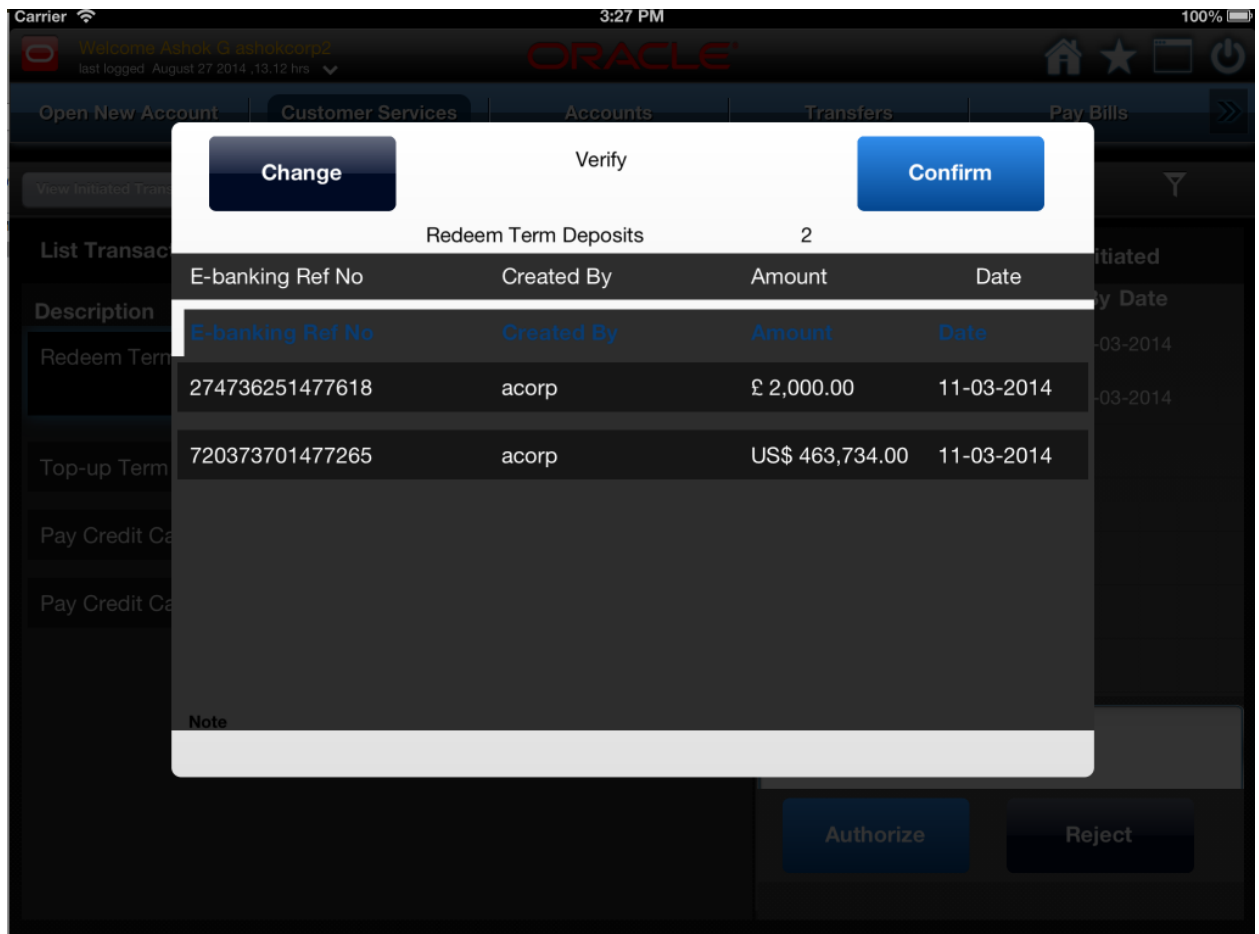 Carrier 3:27 PM 100%
Welcome Ashok G ashokcorp2
last logged August 27 2014 ,13.12 hrs
ORACLE
Open New Account Customer Services Accounts Transfers Pay Bills
Change Verify Confirm
View Initiated Trans
Redeem Term Deposits 2
List Transac itiated
E-banking Ref No Created By Amount Date
Description y Date
E-banking Ref No Created By Amount Date
Redeem Term -03-2014
274736251477618 acorp £ 2,000.00 11-03-2014
-03-2014
720373701477265 acorp US$ 463,734.00 11-03-2014
Top-up Term
Pay Credit Ca
Pay Credit Ca
Note
Authorize Reject